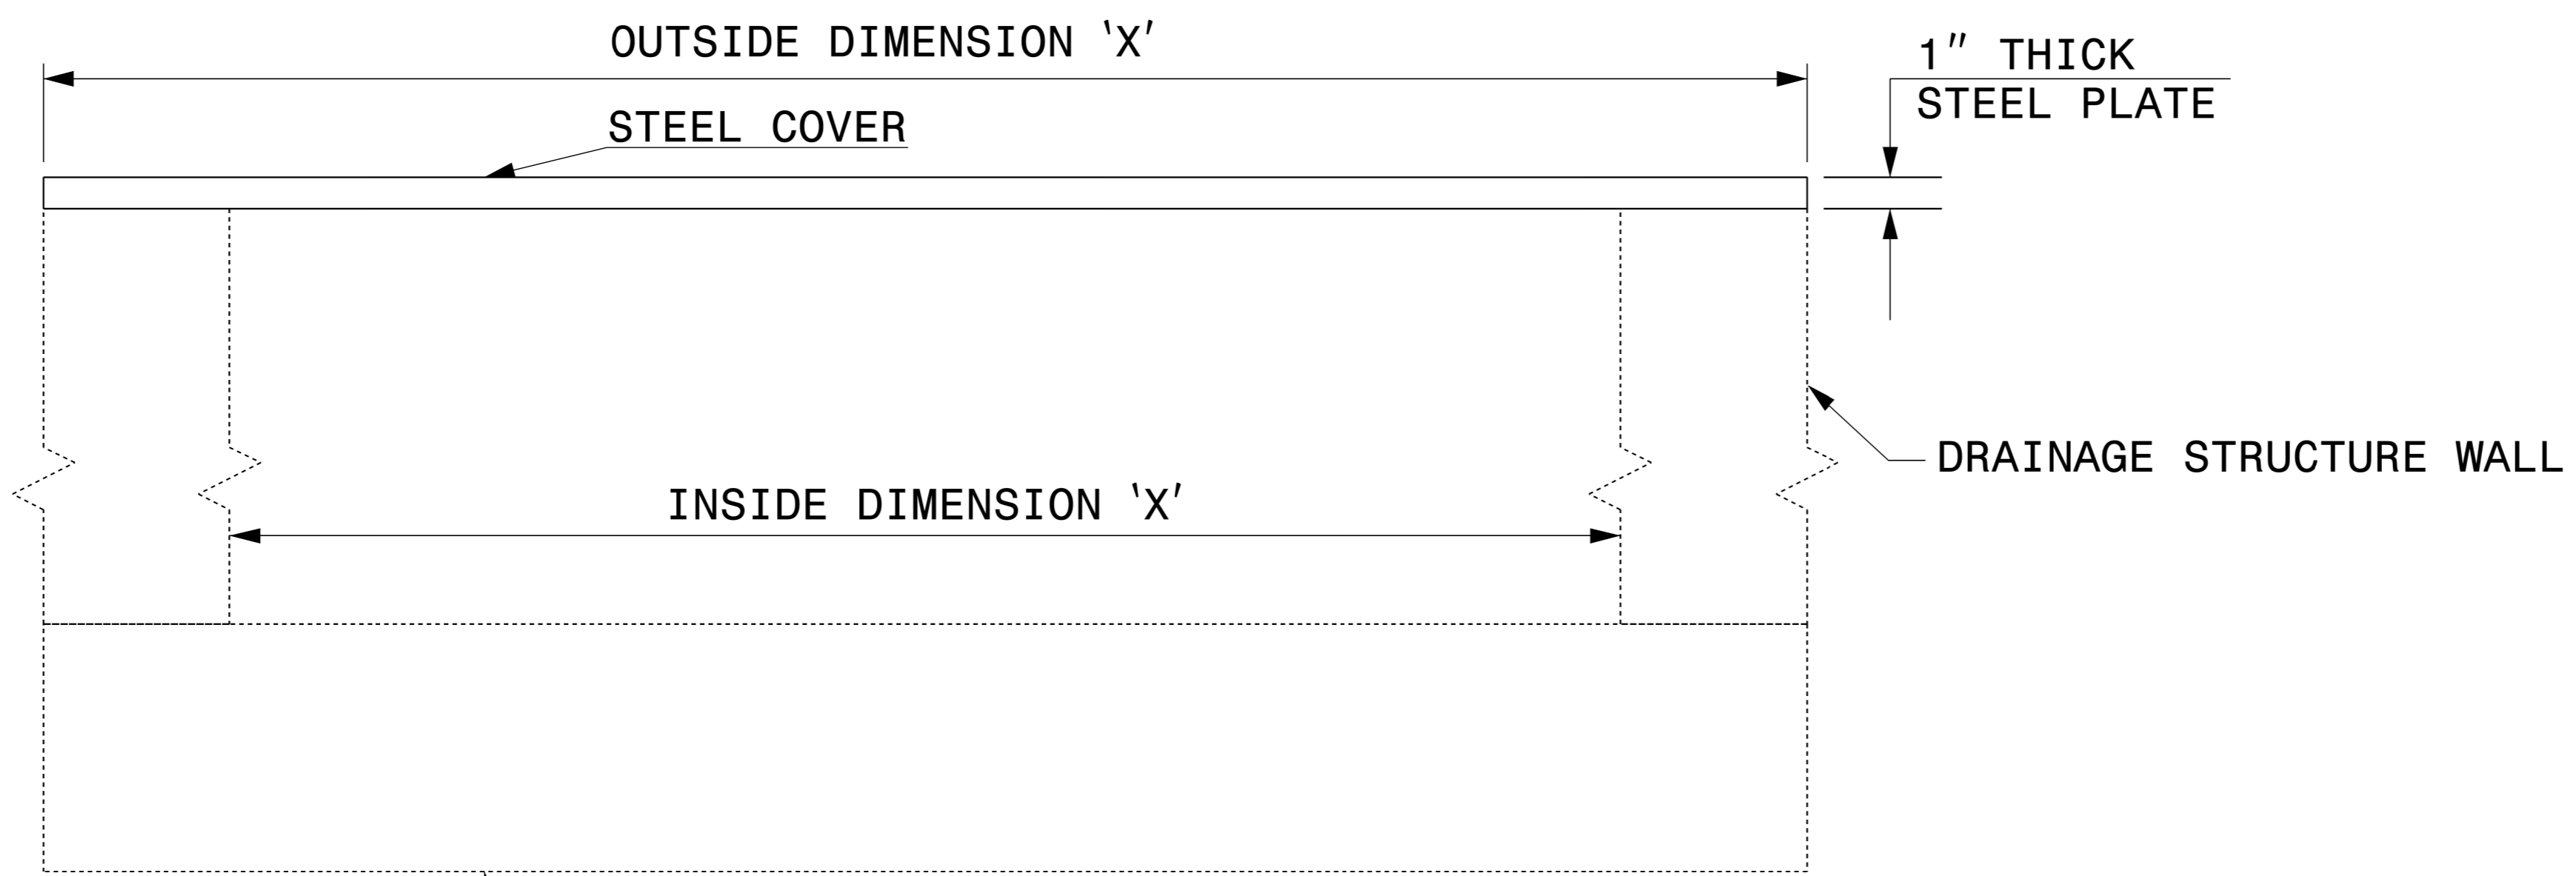 OUTSIDE DIMENSION 'X'
1" THICK
STEEL PLATE
STEEL COVER
DRAINAGE STRUCTURE WALL
INSIDE DIMENSION 'X'